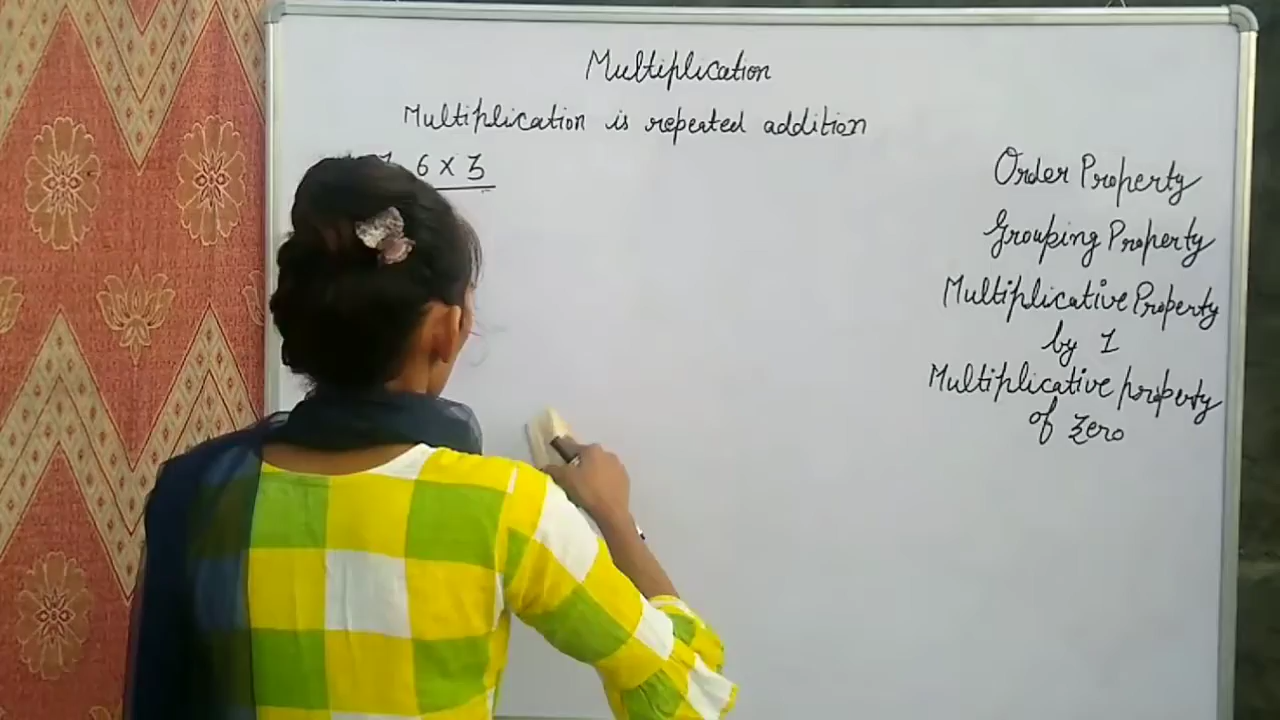 Multiplication
Multiplication is repeated addition
6 x 3
Order Property
Grouping Property
Multiplicative Property
by 1
Multiplicative property
of Zero